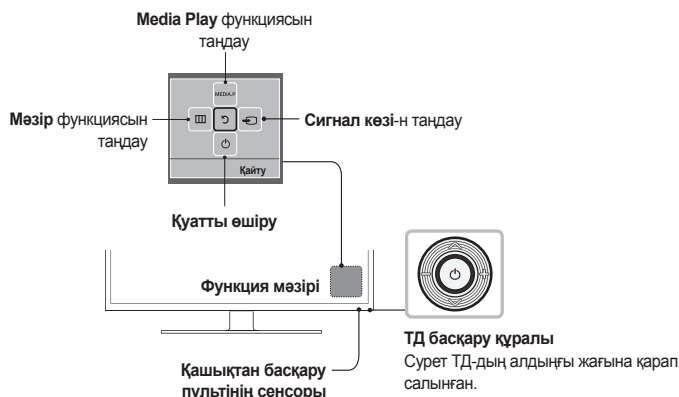 Media Play функциясын
таңдау
MEDIA.P
Мәзір функциясын
таңдау
Сигнал көзі-н таңдау
Қайту
Қуатты өшіру
Функция мәзірі
ТД басқару құралы
Сурет ТД-дың алдыңғы жағына қарап
салынған.
Қашықтан басқару
пультінің сенсоры